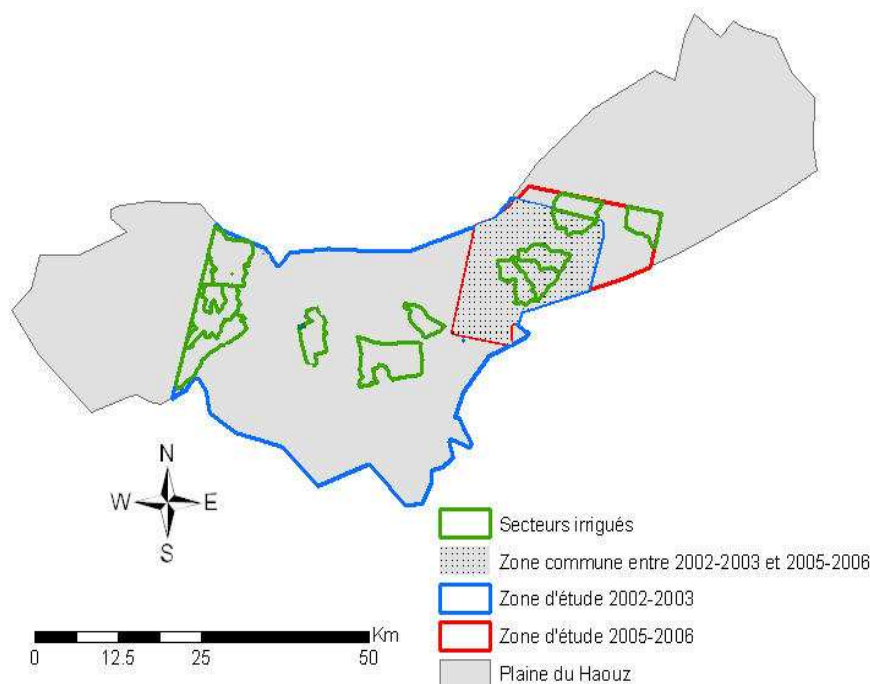 N
W E
S
Km
0 12.5 25 50
Secteurs irrigués
Zone commune entre 2002-2003 et 2005-2006
Zone d'étude 2002-2003
Zone d'étude 2005-2006
Plaine du Haouz